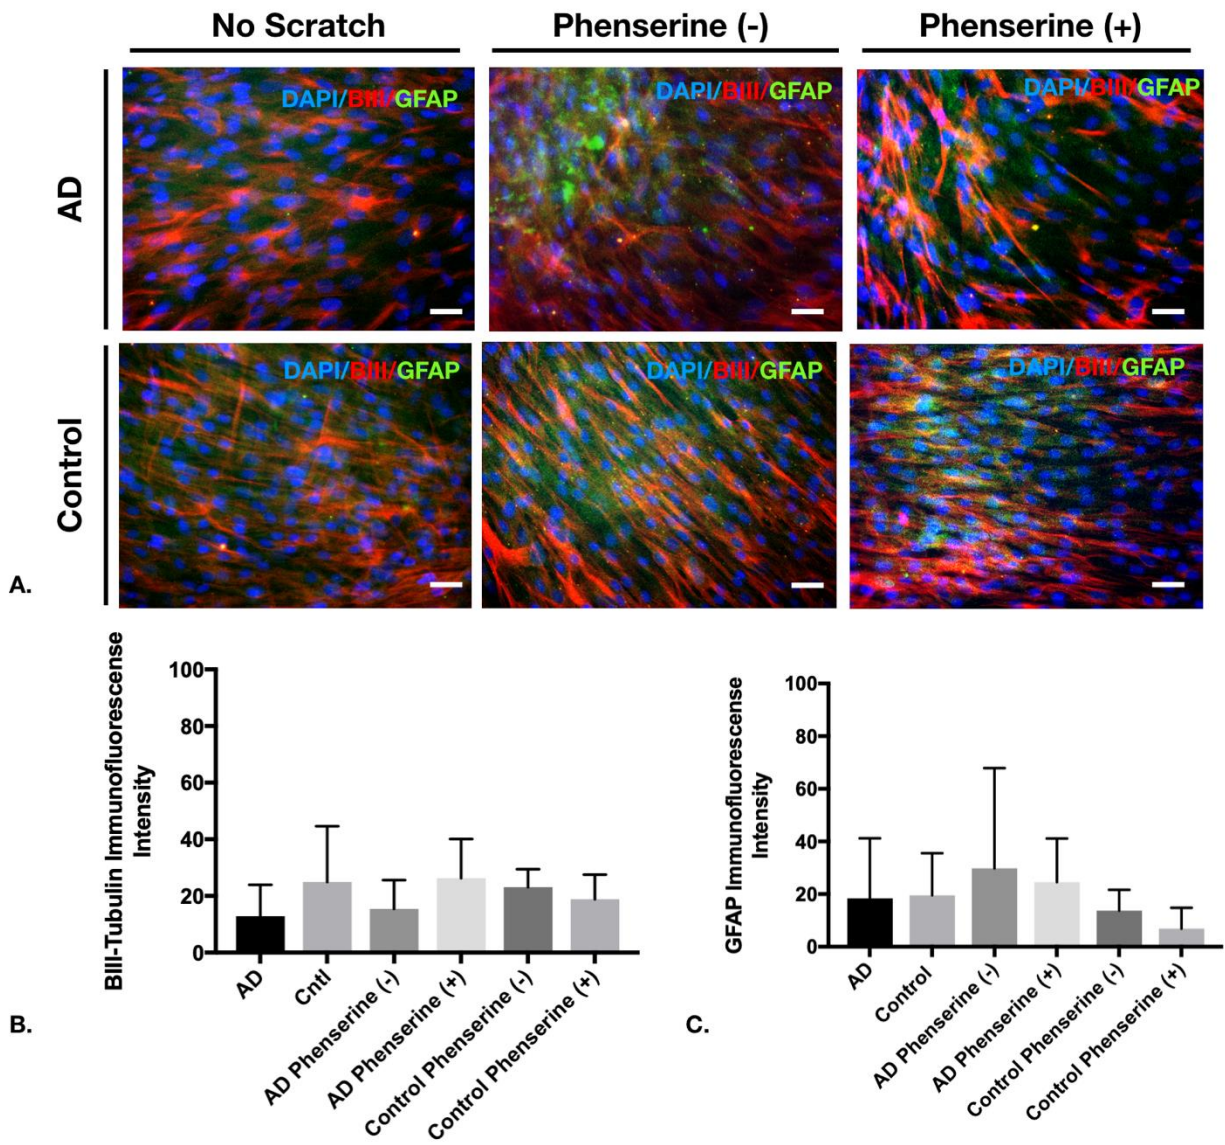 No Scratch
Phenserine (-)
Phenserine (+)
AD
DAPI/BIII/GFAP
DAPI/BIII/GFAP
DAPI/BIII/GFAP
Control
DAPI/BIII/GFAP
DAPI/BIII/GFAP
DAPI/BIII/GFAP
A.
BIII-Tubulin Immunofluorescense
Intensity
100
80
60
40
20
0
AD
Cntl
AD Phenserine (-)
AD Phenserine (+)
Control Phenserine (-)
Control Phenserine (+)
B.
GFAP Immunofluorescense
Intensity
100
80
60
40
20
0
AD
Control
AD Phenserine (-)
AD Phenserine (+)
Control Phenserine (-)
Control Phenserine (+)
C.